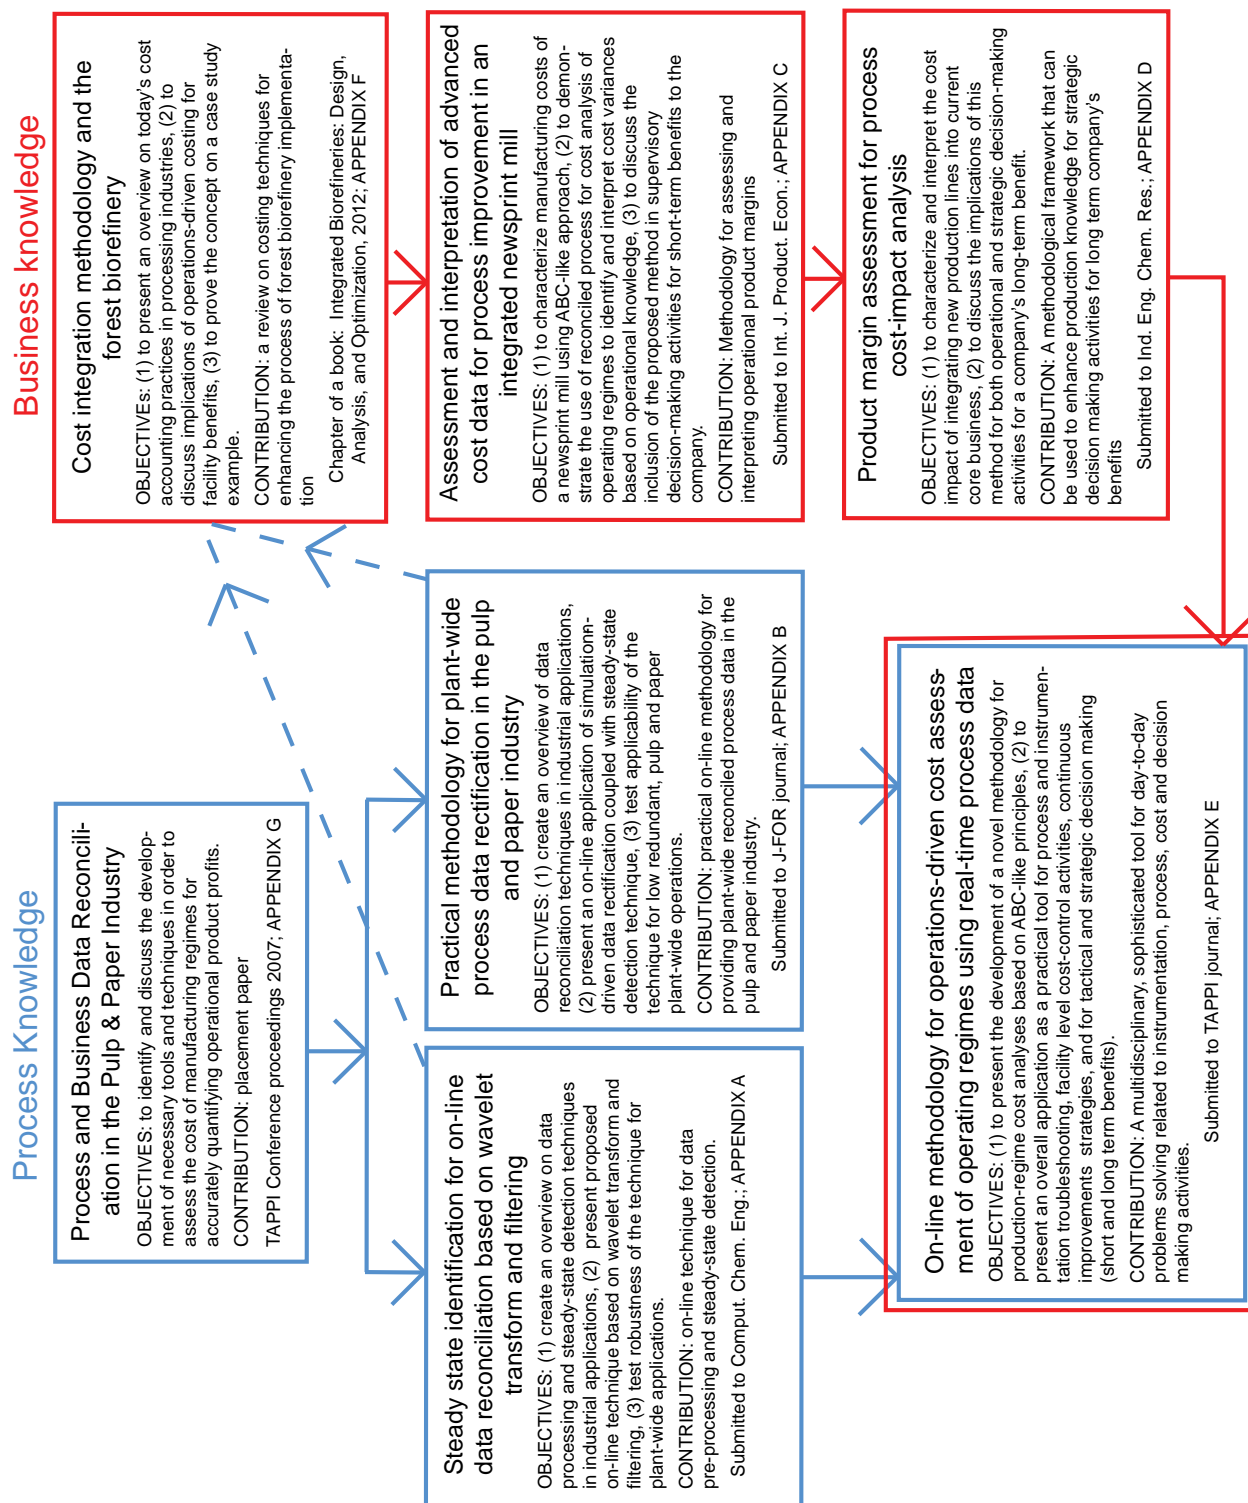 Process Knowledge
Process and Business Data Reconcili-
ation in the Pulp & Paper Industry
OBJECTIVES: to identify and discuss the develop-
ment of necessary tools and techniques in order to
assess the cost of manufacturing regimes for
accurately quantifying operational product profits.
CONTRIBUTION: placement paper
TAPPI Conference proceedings 2007; APPENDIX G
Steady state identification for on-line
data reconciliation based on wavelet
transform and filtering
OBJECTIVES: (1) create an overview on data
processing and steady-state detection techniques
in industrial applications, (2) present proposed
on-line technique based on wavelet transform and
filtering, (3) test robustness of the technique for
plant-wide applications.
CONTRIBUTION: on-line technique for data
pre-processing and steady-state detection.
Submitted to Comput. Chem. Eng.; APPENDIX A
Practical methodology for plant-wide
process data rectification in the pulp
and paper industry
OBJECTIVES: (1) create an overview of data
reconciliation techniques in industrial applications,
(2) present an on-line application of simulationn-
driven data rectification coupled with steady-state
detection technique, (3) test applicability of the
technique for low redundant, pulp and paper
plant-wide operations.
CONTRIBUTION: practical on-line methodology for
providing plant-wide reconciled process data in the
pulp and paper industry.
Submitted to J-FOR journal; APPENDIX B
Business knowledge
Cost integration methodology and the
forest biorefinery
OBJECTIVEs: (1) to present an overview on today's cost
accounting practices in processing industries, (2) to
discuss implications of operations-driven costing for
facility benefits, (3) to prove the concept on a case study
example.
CONTRIBUTION: a review on costing techniques for
enhancing the process of forest biorefinery implementa-
tion
Chapter of a book: Integrated Biorefineries: Design,
Analysis, and Optimization, 2012; APPENDIX F
Assessment and interpretation of advanced
cost data for process improvement in an
integrated newsprint mill
OBJECTIVES: (1) to characterize manufacturing costs of
a newsprint mill using ABC-like approach, (2) to demon-
strate the use of reconciled process for cost analysis of
operating regimes to identify and interpret cost variances
based on operational knowledge, (3) to discuss the
inclusion of the proposed method in supervisory
decision-making activities for short-term benefits to the
company.
CONTRIBUTION: Methodology for assessing and
interpreting operational product margins
Submitted to Int. J. Product. Econ.; APPENDIX C
Product margin assessment for process
cost-impact analysis
OBJECTIVES: (1) to characterize and interpret the cost
impact of integrating new production lines into current
core business, (2) to discuss the implications of this
method for both operational and strategic decision-making
activities for a company's long-term benefit.
CONTRIBUTION: A methodological framework that can
be used to enhance production knowledge for strategic
decision making activities for long term company's
benefits
Submitted to Ind. Eng. Chem. Res.; APPENDIX D
On-line methodology for operations-driven cost assess-
ment of operating regimes using real-time process data
OBJECTIVES: (1) to present the development of a novel methodology for
production-regime cost analyses based on ABC-like principles, (2) to
present an overall application as a practical tool for process and instrumen-
tation troubleshooting, facility level cost-control activities, continuous
improvements strategies, and for tactical and strategic decision making
(short and long term benefits).
CONTRIBUTION: A multidisciplinary, sophisticated tool for day-to-day
problems solving related to instrumentation, process, cost and decision
making activities.
Submitted to TAPPI journal; APPENDIX E